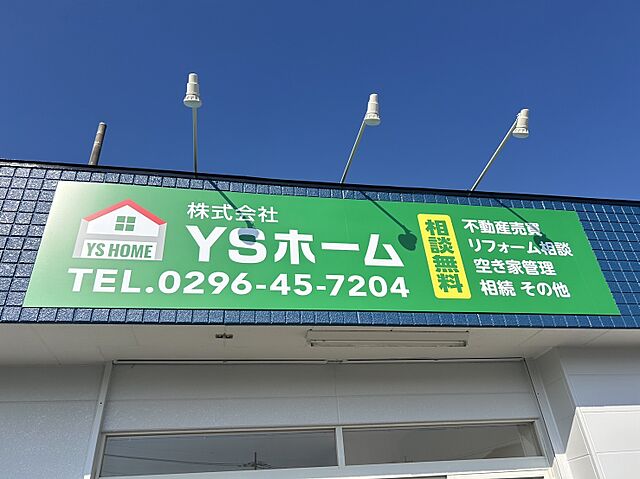 YS HOME
株式会社
YSホーム
TEL.0296-45-7204
相談無料
不動産売買
リフォーム相談
空き家管理
相続 その他